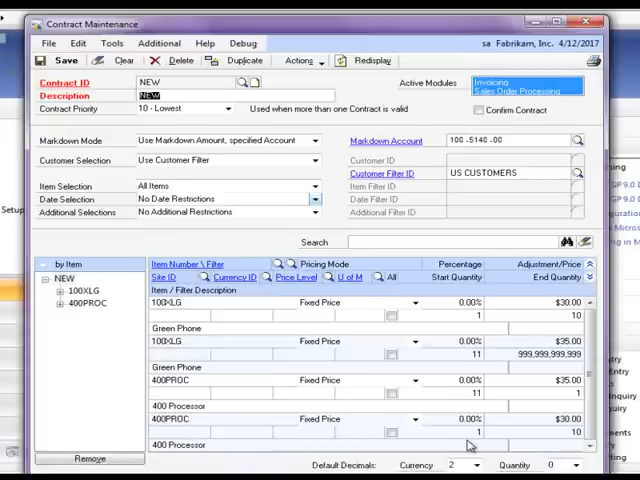 Contract Maintenance
File Edit Tools Additional Help Debug
sa Fabrikam, Inc. 4/12/2017
Save Clear Delete Duplicate Actions Redisplay
Contract ID NEW
Active Modules Invoicing
Sales Order Processing
Description NEW
Contract Priority 10 - Lowest Used when more than one Contract is valid
Confirm Contract
Markdown Mode Use Markdown Amount, specified Account
Markdown Account 100 -5140 -00
Customer Selection Use Customer Filter
Customer ID
Customer Filter ID US CUSTOMERS
Item Selection All Items
Item Filter ID
Date Selection No Date Restrictions
Date Filter ID
Additional Selections No Additional Restrictions
Additional Filter ID
Search
by Item
NEW
100XLG
400PROC
Remove
Item Number \ Filter Pricing Mode Percentage Adjustment/Price
Site ID Currency ID Price Level U of M All Start Quantity End Quantity
Item / Filter Description
100XLG Fixed Price 0.00% $30.00
1 10
Green Phone
100XLG Fixed Price 0.00% $35.00
11 999,999,999,999
Green Phone
400PROC Fixed Price 0.00% $35.00
11 1
400 Processor
400PROC Fixed Price 0.00% $30.00
1 10
400 Processor
Default Decimals: Currency 2 Quantity 0
Setup
GP 9.0
GP 9.0